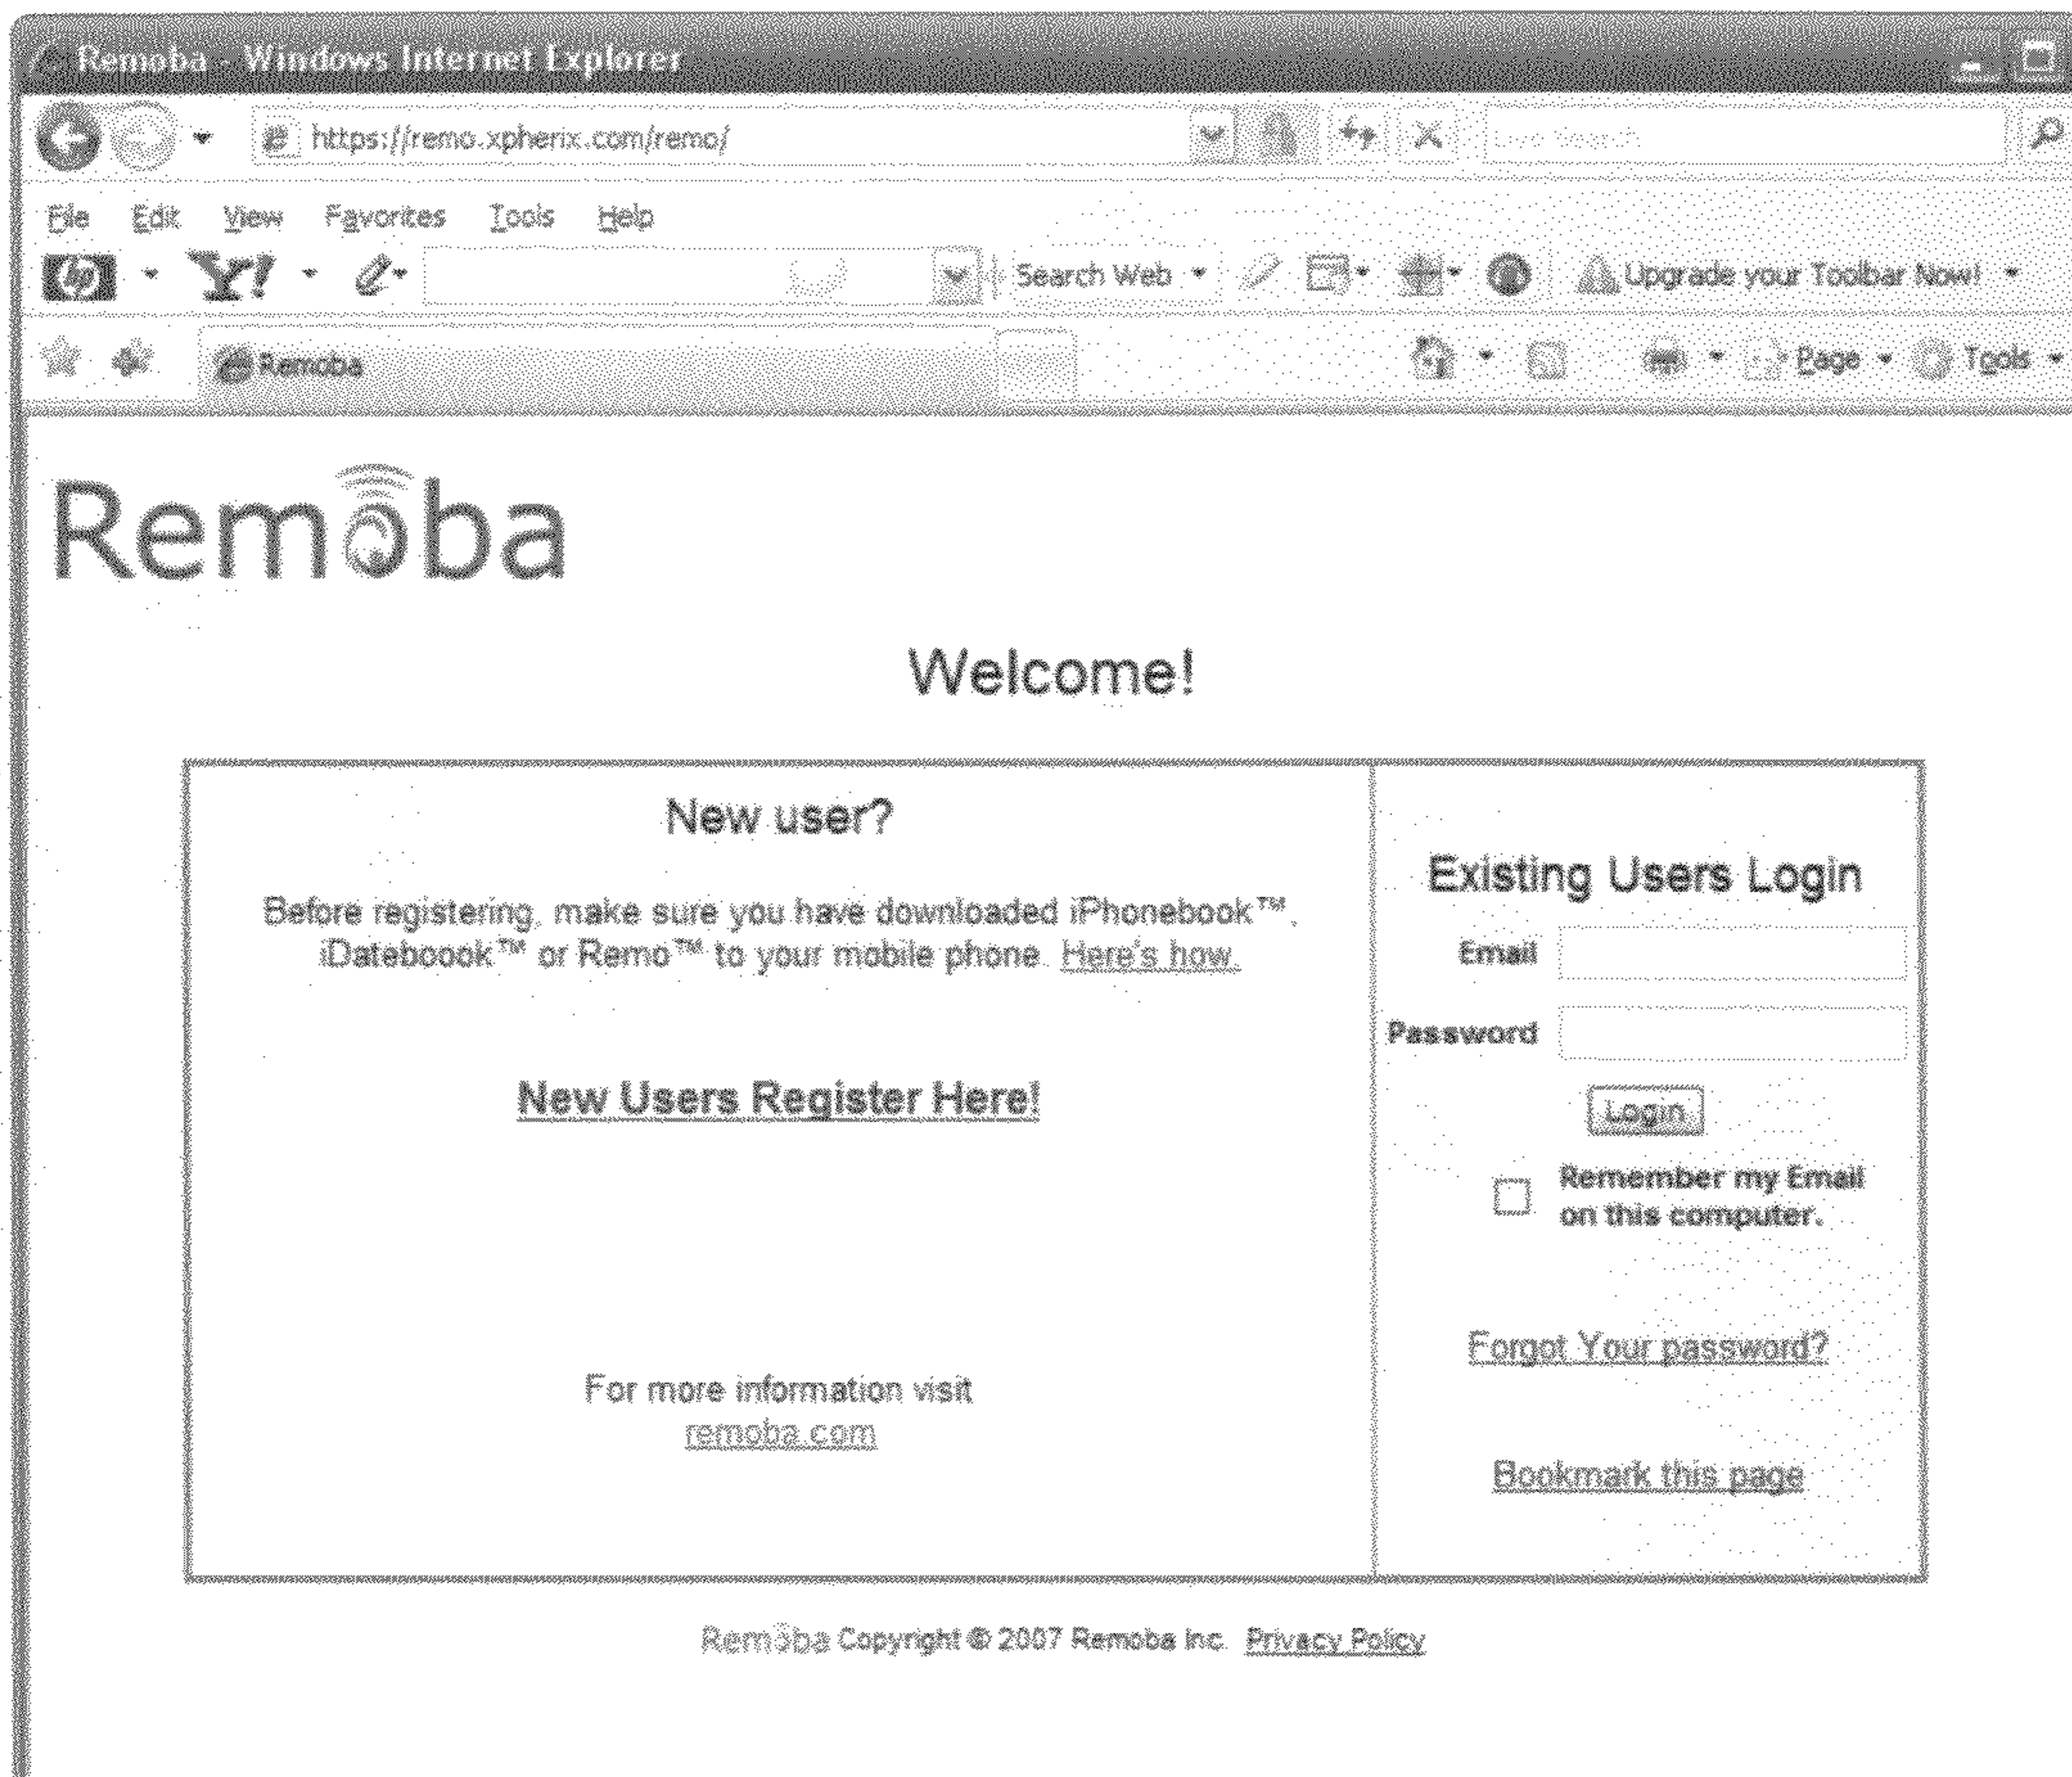 Remoba - Windows Internet Explorer
https://remo.xpherix.com/remo/
Live Search
File Edit View Favorites Tools Help
hp Y! Search Web Upgrade your Toolbar Now!
Remoba Page Tools
Remoba
Welcome!
New user?
Before registering, make sure you have downloaded iPhonebook™,
iDateboook™ or Remo™ to your mobile phone. Here's how.
New Users Register Here!
For more information visit
remoba.com
Existing Users Login
Email
Password
Login
Remember my Email
on this computer.
Forgot Your password?
Bookmark this page
Remoba Copyright © 2007 Remoba Inc. Privacy Policy